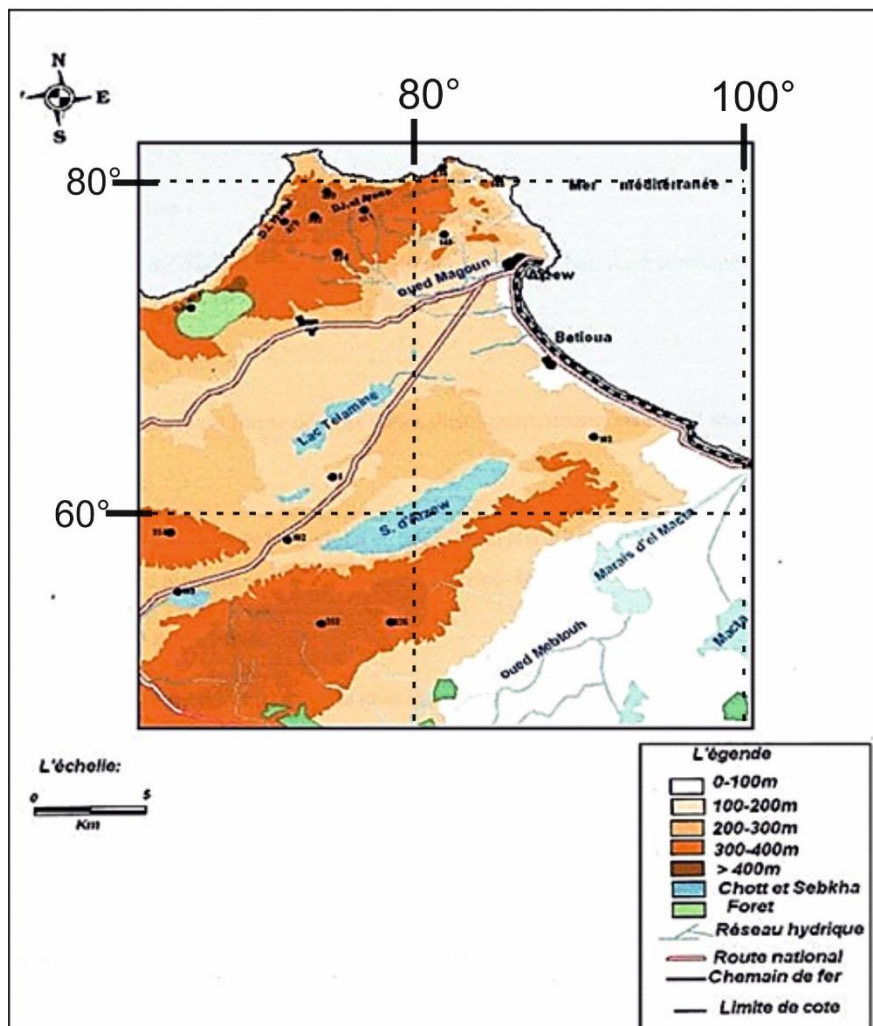 N
E
S
80° 100°
80°
60°
Mer méditérranée
oued Magoun
Arzew
Betioua
Lac Télamine
S. d'Arzew
Marais d'el Macta
Macta
oued Mebtouh
L'échelle:
0 5
Km
L'égende
0-100m
100-200m
200-300m
300-400m
> 400m
Chott et Sebkha
Foret
Réseau hydrique
Route national
Chemain de fer
Limite de cote